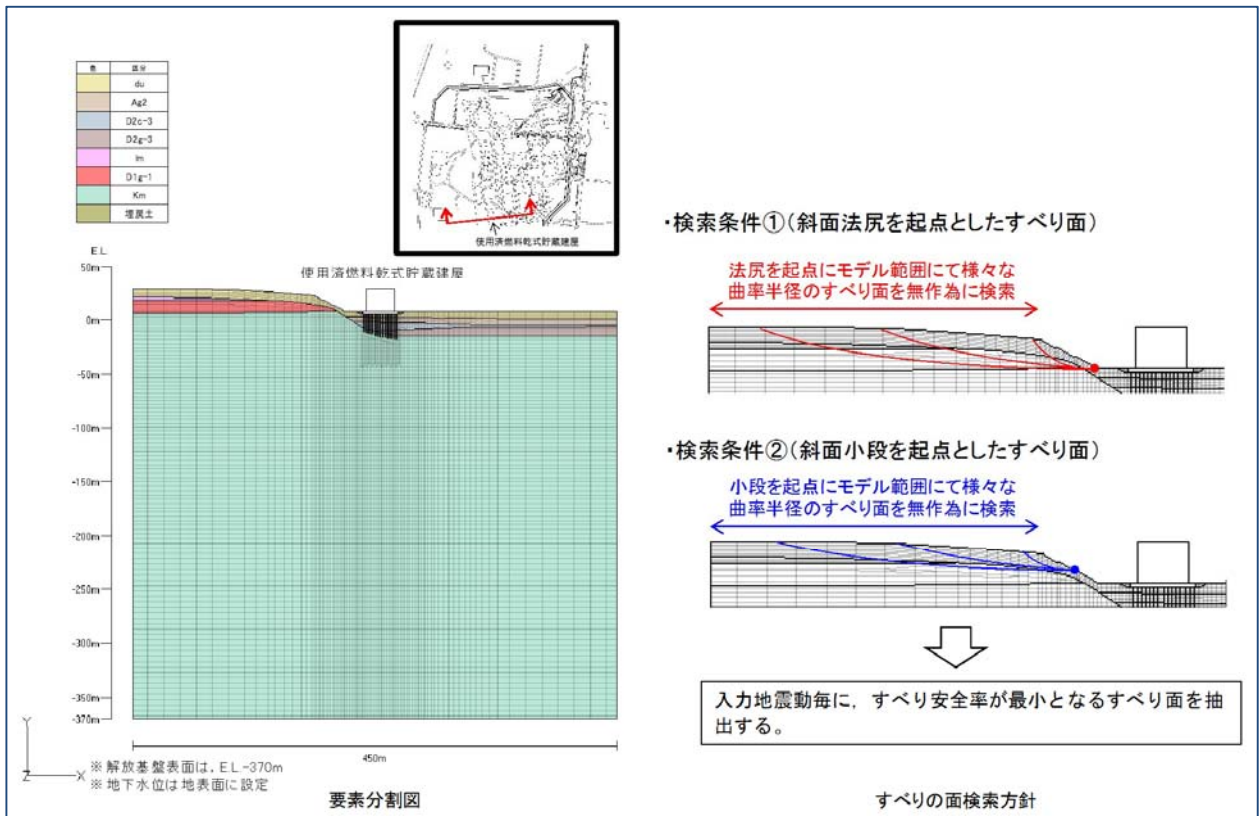 色 区分
du
Ag2
D2c-3
D2g-3
lm
D1g-1
Km
埋戻土
使用済燃料乾式貯蔵建屋
E.L.
50m
0m
-50m
-100m
-150m
-200m
-250m
-300m
-350m
-370m
使用済燃料乾式貯蔵建屋
450m
Y
Z
X
※解放基盤表面は，E.L.-370m
※地下水位は地表面に設定
要素分割図
・検索条件①(斜面法尻を起点としたすべり面)
法尻を起点にモデル範囲にて様々な
曲率半径のすべり面を無作為に検索
・検索条件②(斜面小段を起点としたすべり面)
小段を起点にモデル範囲にて様々な
曲率半径のすべり面を無作為に検索
入力地震動毎に，すべり安全率が最小となるすべり面を抽
出する。
すべりの面検索方針